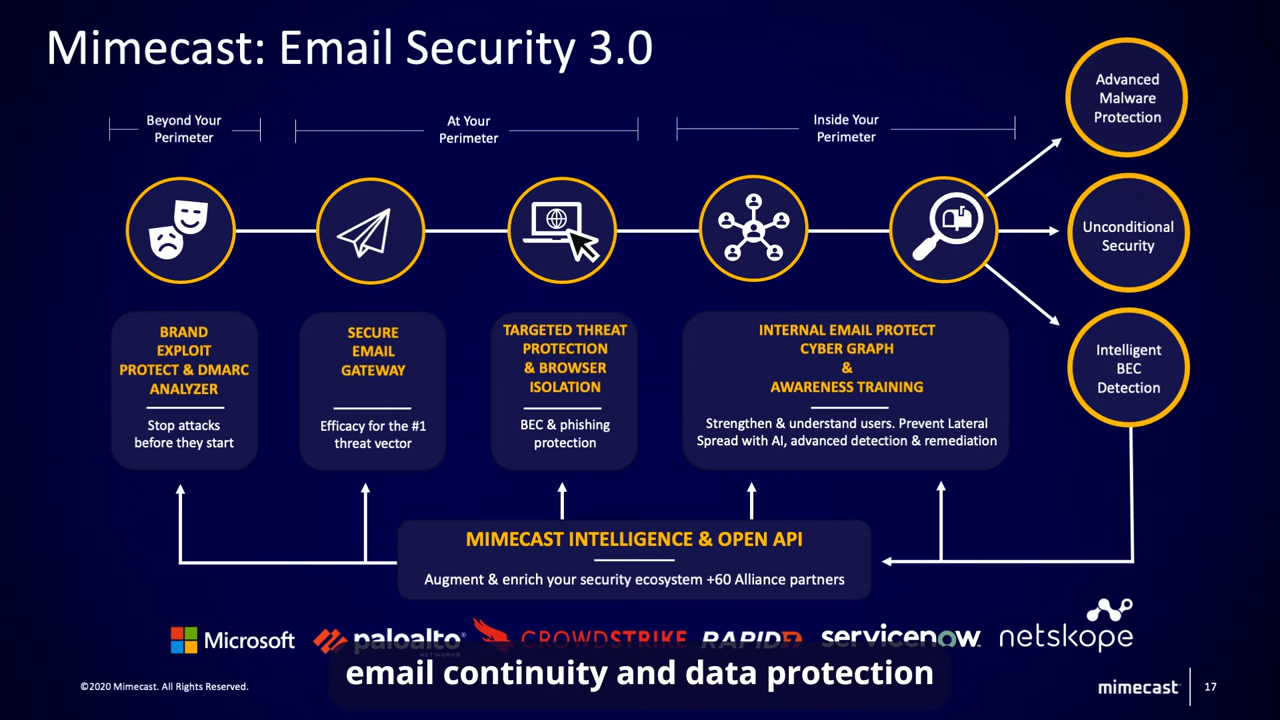 Mimecast: Email Security 3.0
Beyond Your
Perimeter
At Your
Perimeter
Inside Your
Perimeter
Advanced
Malware
Protection
Unconditional
Security
Intelligent
BEC
Detection
BRAND
EXPLOIT
PROTECT & DMARC
ANALYZER
Stop attacks
before they start
SECURE
EMAIL
GATEWAY
Efficacy for the #1
threat vector
TARGETED THREAT
PROTECTION
& BROWSER
ISOLATION
BEC & phishing
protection
INTERNAL EMAIL PROTECT
CYBER GRAPH
&
AWARENESS TRAINING
Strengthen & understand users. Prevent Lateral
Spread with AI, advanced detection & remediation
MIMECAST INTELLIGENCE & OPEN API
Augment & enrich your security ecosystem +60 Alliance partners
Microsoft
paloalto
NETWORKS
CROWDSTRIKE
RAPID7
servicenow
netskope
email continuity and data protection
©2020 Mimecast. All Rights Reserved.
mimecast
17